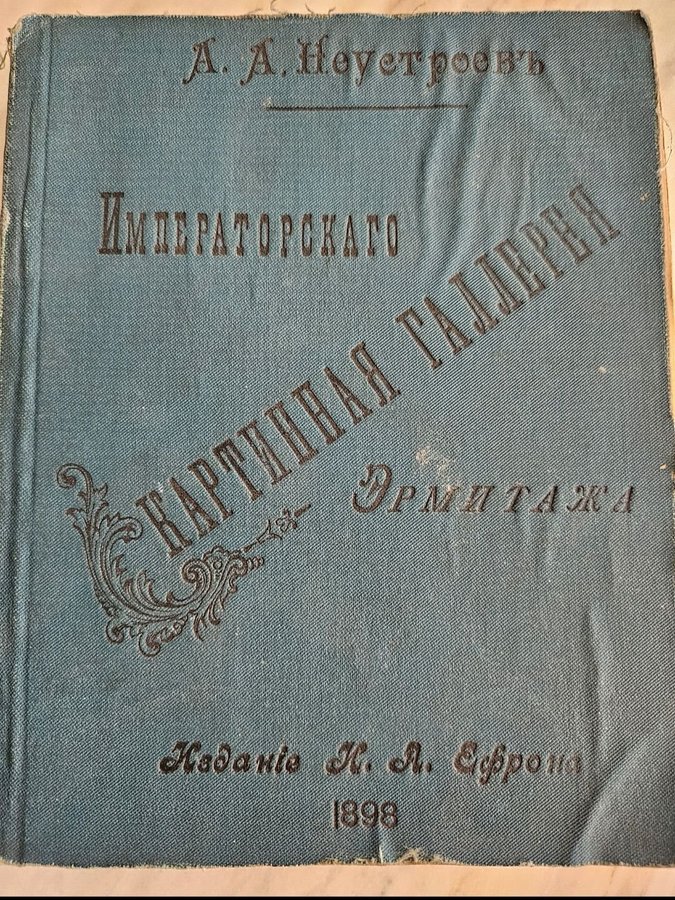 А. А. Неустроевъ
Императорскаго
Картинная галлерея
Эрмитажа
Изданіе И. А. Ефрона
1898